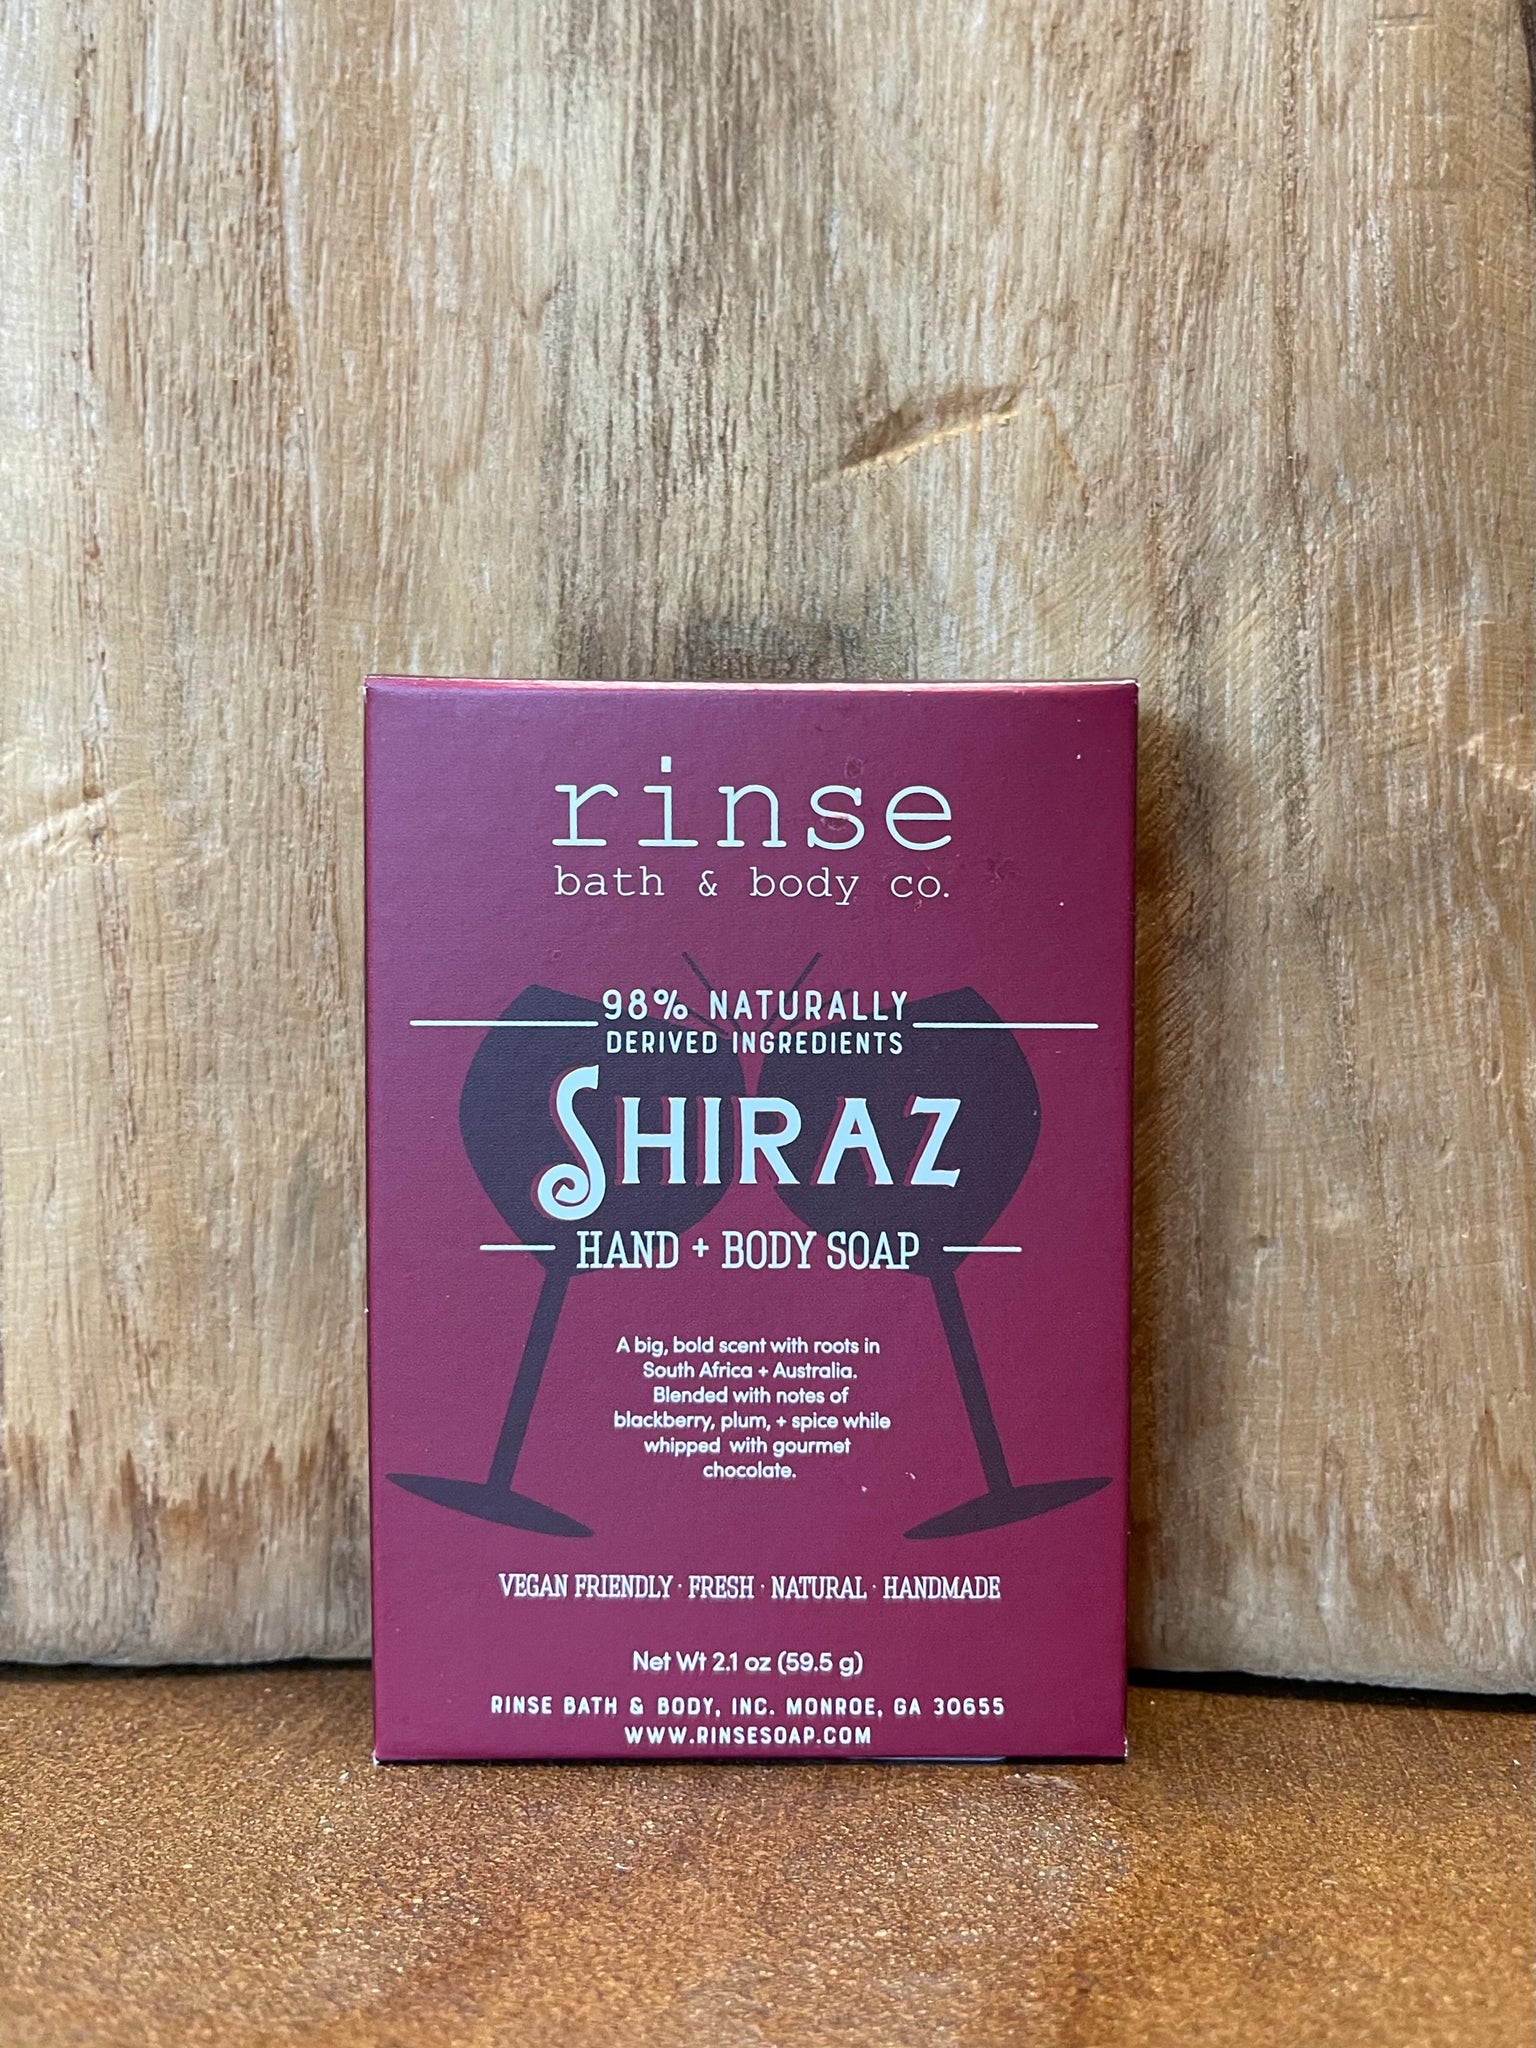 rinse
bath & body co.
98% NATURALLY
DERIVED INGREDIENTS
SHIRAZ
HAND + BODY SOAP
A big, bold scent with roots in
South Africa + Australia.
Blended with notes of
blackberry, plum, + spice while
whipped with gourmet
chocolate.
VEGAN FRIENDLY · FRESH · NATURAL · HANDMADE
Net Wt 2.1 oz (59.5 g)
RINSE BATH & BODY, INC. MONROE, GA 30655
WWW.RINSESOAP.COM